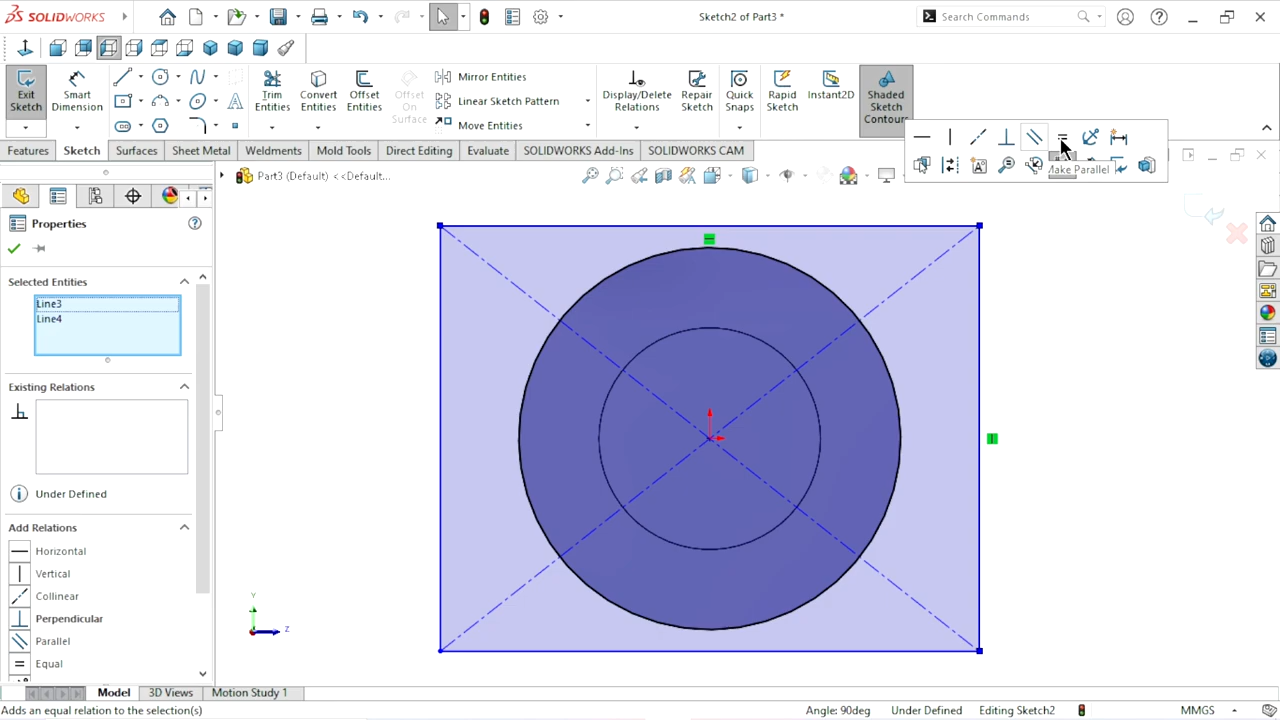 SOLIDWORKS
Sketch2 of Part3 *
Search Commands
Exit Sketch
Smart Dimension
Trim Entities
Convert Entities
Offset Entities
Offset On Surface
Mirror Entities
Linear Sketch Pattern
Move Entities
Display/Delete Relations
Repair Sketch
Quick Snaps
Rapid Sketch
Instant2D
Shaded Sketch Contours
Features
Sketch
Surfaces
Sheet Metal
Weldments
Mold Tools
Direct Editing
Evaluate
SOLIDWORKS Add-Ins
SOLIDWORKS CAM
Make Parallel
Part3 (Default) <<Default...
Properties
Selected Entities
Line3
Line4
Existing Relations
Under Defined
Add Relations
Horizontal
Vertical
Collinear
Perpendicular
Parallel
Equal
Y
Z
Model
3D Views
Motion Study 1
Adds an equal relation to the selection(s)
Angle: 90deg
Under Defined
Editing Sketch2
MMGS